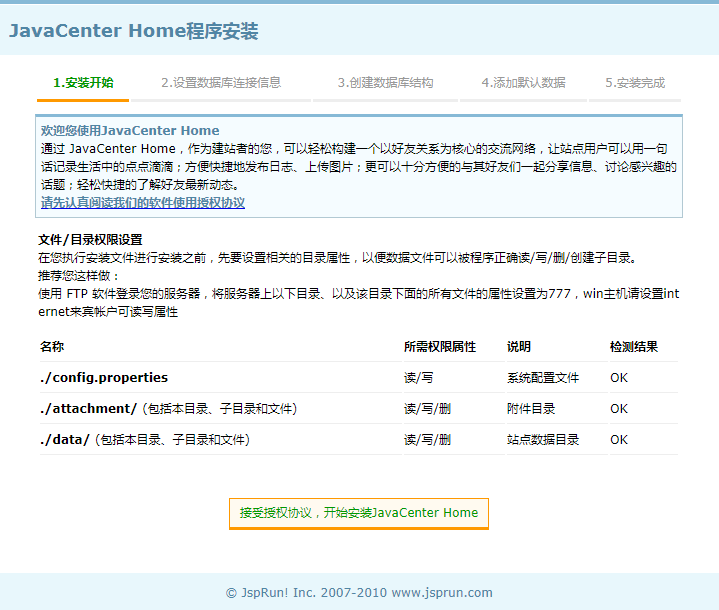 JavaCenter Home程序安装
1.安装开始 2.设置数据库连接信息 3.创建数据库结构 4.添加默认数据 5.安装完成
欢迎您使用JavaCenter Home
通过 JavaCenter Home，作为建站者的您，可以轻松构建一个以好友关系为核心的交流网络，让站点用户可以用一句
话记录生活中的点点滴滴；方便快捷地发布日志、上传图片；更可以十分方便的与其好友们一起分享信息、讨论感兴趣的
话题；轻松快捷的了解好友最新动态。
请先认真阅读我们的软件使用授权协议
文件/目录权限设置
在您执行安装文件进行安装之前，先要设置相关的目录属性，以便数据文件可以被程序正确读/写/删/创建子目录。
推荐您这样做：
使用 FTP 软件登录您的服务器，将服务器上以下目录、以及该目录下面的所有文件的属性设置为777，win主机请设置int
ernet来宾帐户可读写属性
名称 所需权限属性 说明 检测结果
./config.properties 读/写 系统配置文件 OK
./attachment/ (包括本目录、子目录和文件) 读/写/删 附件目录 OK
./data/ (包括本目录、子目录和文件) 读/写/删 站点数据目录 OK
接受授权协议，开始安装JavaCenter Home
© JspRun! Inc. 2007-2010 www.jsprun.com